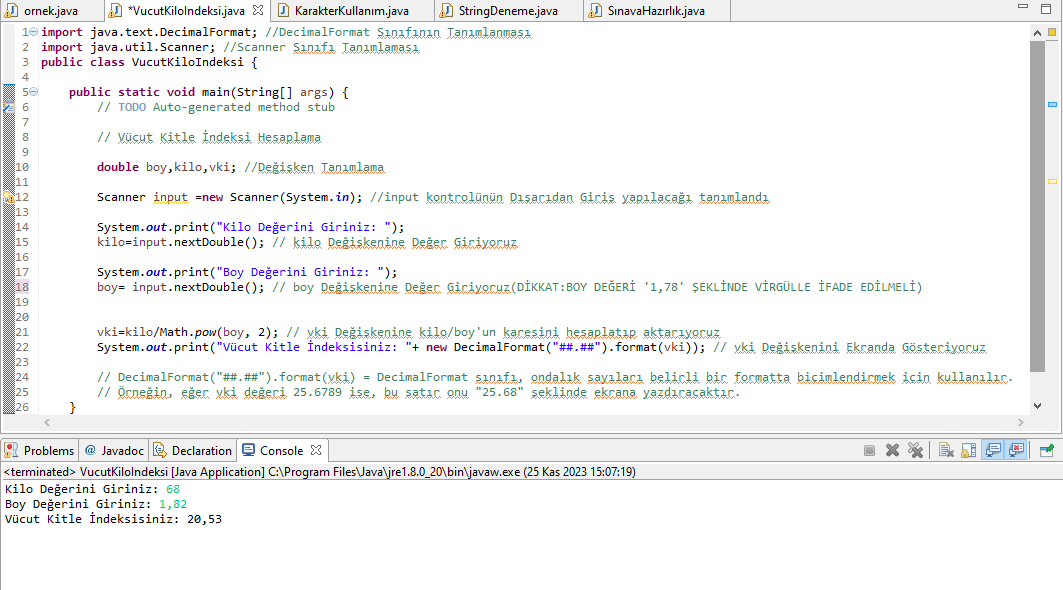 ornek.java
*VucutKiloIndeksi.java
KarakterKullanım.java
StringDeneme.java
SınavaHazırlık.java
1 import java.text.DecimalFormat; //DecimalFormat Sınıfının Tanımlanması
2 import java.util.Scanner; //Scanner Sınıfı Tanımlaması
3 public class VucutKiloIndeksi {
4
5 public static void main(String[] args) {
6 // TODO Auto-generated method stub
7
8 // Vücut Kitle İndeksi Hesaplama
9
10 double boy,kilo,vki; //Değişken Tanımlama
11
12 Scanner input =new Scanner(System.in); //input kontrolünün Dışarıdan Giriş yapılacağı tanımlandı
13
14 System.out.print("Kilo Değerini Giriniz: ");
15 kilo=input.nextDouble(); // kilo Değişkenine Değer Giriyoruz
16
17 System.out.print("Boy Değerini Giriniz: ");
18 boy= input.nextDouble(); // boy Değişkenine Değer Giriyoruz(DİKKAT:BOY DEĞERİ '1,78' ŞEKLİNDE VİRGÜLLE İFADE EDİLMELİ)
19
20
21 vki=kilo/Math.pow(boy, 2); // vki Değişkenine kilo/boy'un karesini hesaplatıp aktarıyoruz
22 System.out.print("Vücut Kitle İndeksisiniz: "+ new DecimalFormat("##.##").format(vki)); // vki Değişkenini Ekranda Gösteriyoruz
23
24 // DecimalFormat("##.##").format(vki) = DecimalFormat sınıfı, ondalık sayıları belirli bir formatta biçimlendirmek için kullanılır.
25 // Örneğin, eğer vki değeri 25.6789 ise, bu satır onu "25.68" şeklinde ekrana yazdıracaktır.
26 }
Problems
@ Javadoc
Declaration
Console
<terminated> VucutKiloIndeksi [Java Application] C:\Program Files\Java\jre1.8.0_20\bin\javaw.exe (25 Kas 2023 15:07:19)
Kilo Değerini Giriniz: 68
Boy Değerini Giriniz: 1,82
Vücut Kitle İndeksisiniz: 20,53